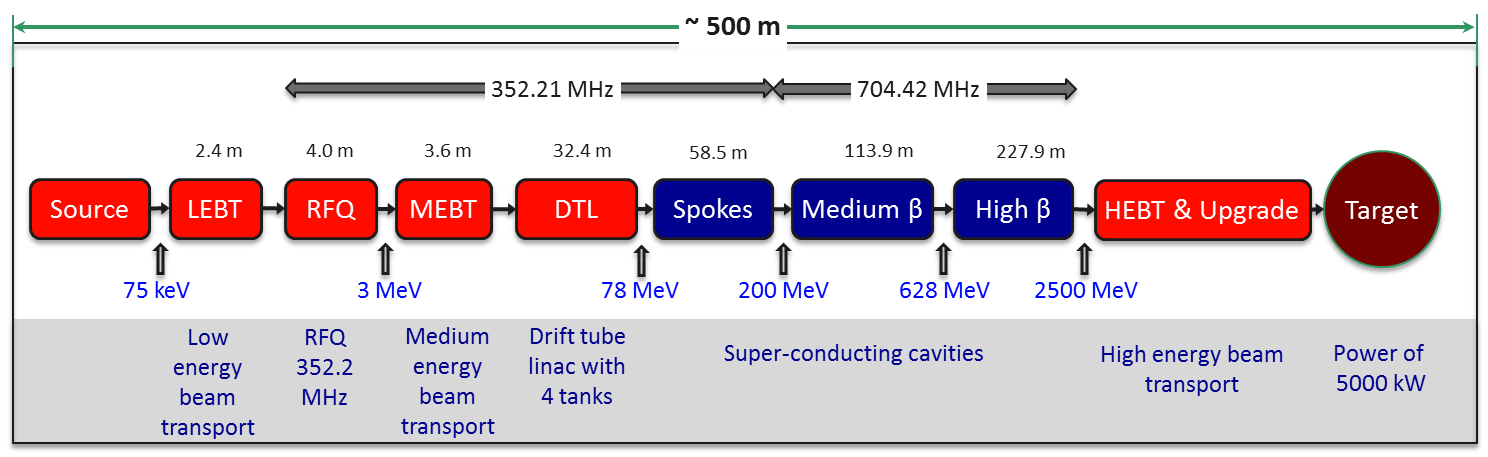 ~ 500 m
352.21 MHz
704.42 MHz
2.4 m
4.0 m
3.6 m
32.4 m
58.5 m
113.9 m
227.9 m
Source
LEBT
RFQ
MEBT
DTL
Spokes
Medium β
High β
HEBT & Upgrade
Target
75 keV
3 MeV
78 MeV
200 MeV
628 MeV
2500 MeV
Low
energy
beam
transport
RFQ
352.2
MHz
Medium
energy
beam
transport
Drift tube
linac with
4 tanks
Super-conducting cavities
High energy beam
transport
Power of
5000 kW